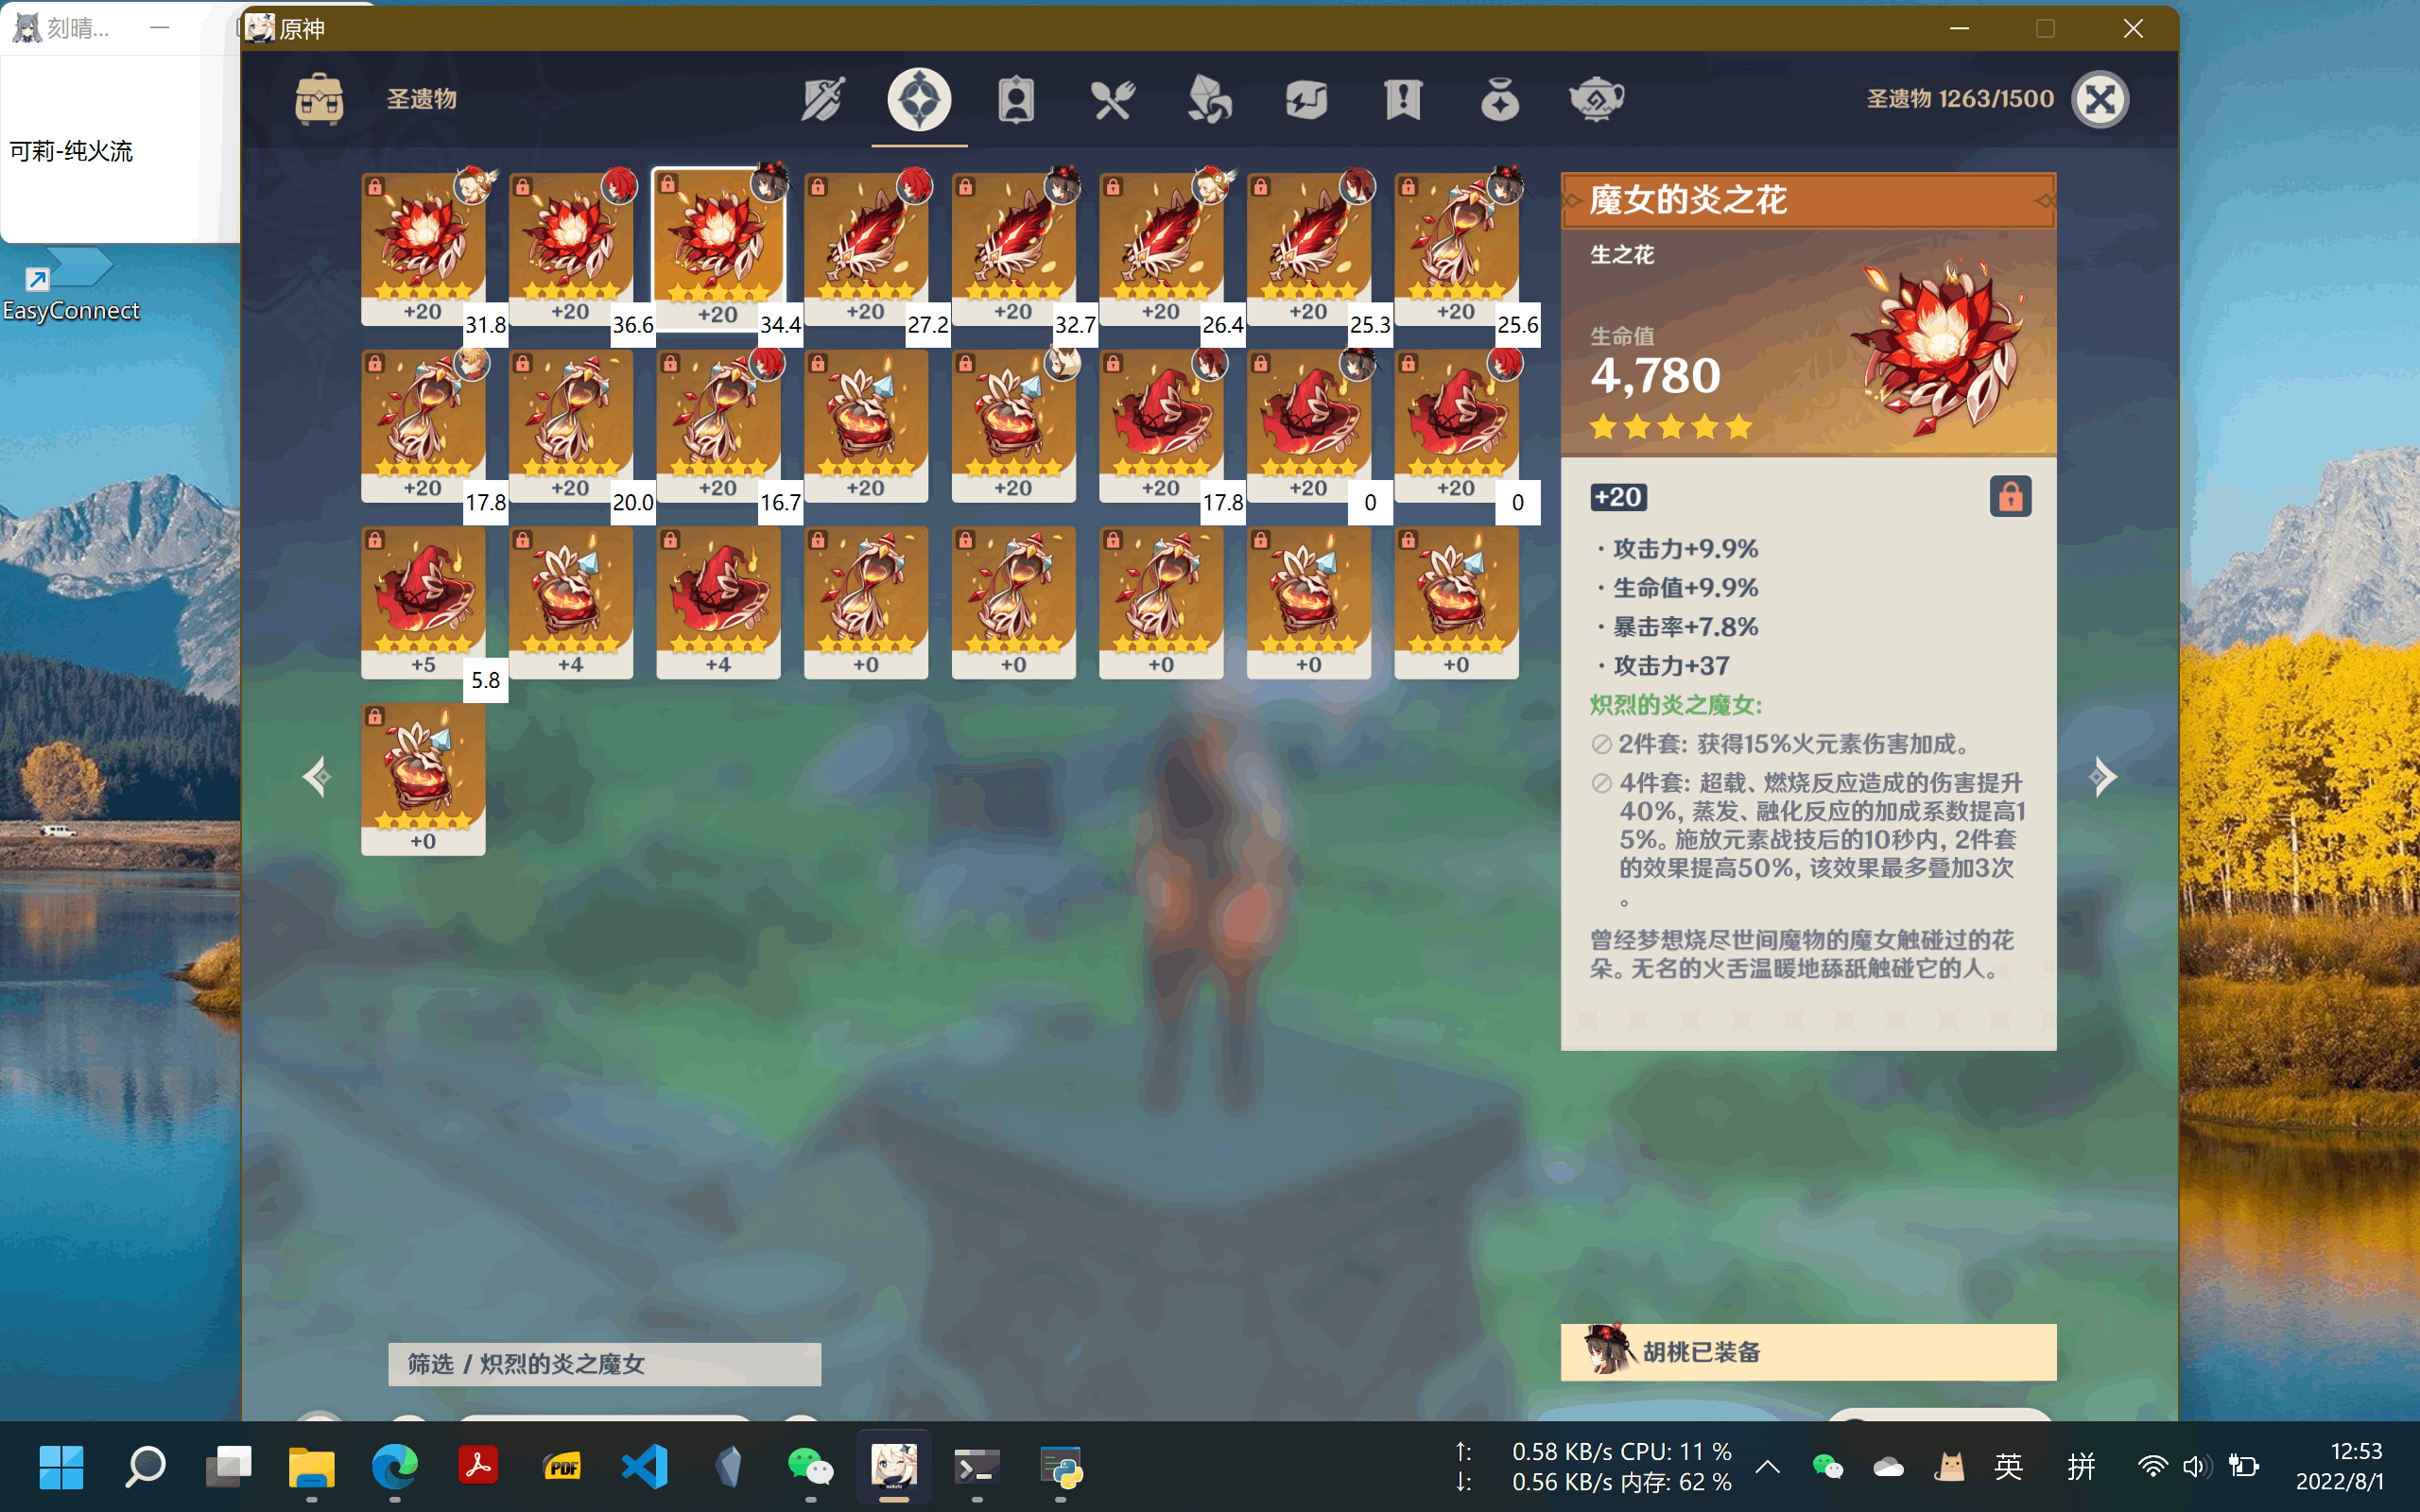 刻晴...
原神
可莉-纯火流
EasyConnect
圣遗物
圣遗物 1263/1500
+20
+20
+20
+20
+20
+20
+20
+20
31.8
36.6
34.4
27.2
32.7
26.4
25.3
25.6
+20
+20
+20
+20
+20
+20
+20
+20
17.8
20.0
16.7
17.8
0
0
+5
+4
+4
+0
+0
+0
+0
+0
5.8
+0
魔女的炎之花
生之花
生命值
4,780
+20
·攻击力+9.9%
·生命值+9.9%
·暴击率+7.8%
·攻击力+37
炽烈的炎之魔女:
2件套: 获得15%火元素伤害加成。
4件套: 超载、燃烧反应造成的伤害提升
40%, 蒸发、融化反应的加成系数提高1
5%。施放元素战技后的10秒内, 2件套
的效果提高50%, 该效果最多叠加3次
。
曾经梦想烧尽世间魔物的魔女触碰过的花
朵。无名的火舌温暖地舔舐触碰它的人。
筛选 / 炽烈的炎之魔女
胡桃已装备
PDF
↑: 0.58 KB/s CPU: 11 %
↓: 0.56 KB/s 内存: 62 %
英
拼
12:53
2022/8/1